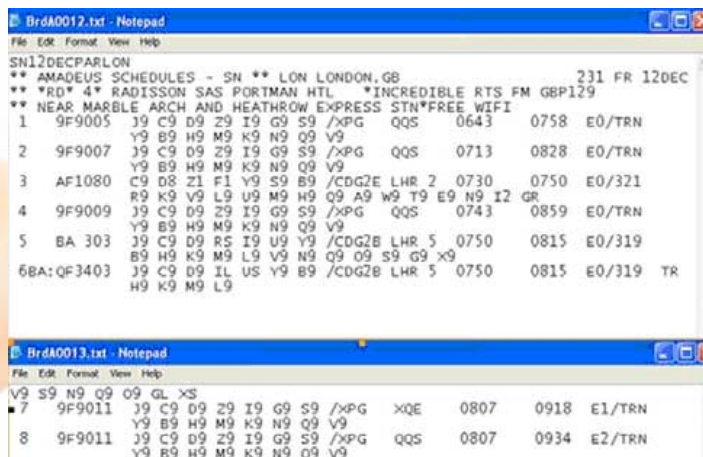 BrdA0012.txt - Notepad
File Edit Format View Help
SN12DECPARLON
** AMADEUS SCHEDULES - SN ** LON LONDON.GB 231 FR 12DEC
** *RD* 4* RADISSON SAS PORTMAN HTL *INCREDIBLE RTS FM GBP129
** NEAR MARBLE ARCH AND HEATHROW EXPRESS STN*FREE WIFI
1 9F9005 J9 C9 D9 Z9 I9 G9 S9 /XPG QQS 0643 0758 E0/TRN
Y9 B9 H9 M9 K9 N9 Q9 V9
2 9F9007 J9 C9 D9 Z9 I9 G9 S9 /XPG QQS 0713 0828 E0/TRN
Y9 B9 H9 M9 K9 N9 Q9 V9
3 AF1080 C9 D8 Z1 F1 Y9 S9 B9 /CDG2E LHR 2 0730 0750 E0/321
R9 K9 V9 L9 U9 M9 H9 Q9 A9 W9 T9 E9 N9 I2 GR
4 9F9009 J9 C9 D9 Z9 I9 G9 S9 /XPG QQS 0743 0859 E0/TRN
Y9 B9 H9 M9 K9 N9 Q9 V9
5 BA 303 J9 C9 D9 RS I9 U9 Y9 /CDG2B LHR 5 0750 0815 E0/319
B9 H9 K9 M9 L9 V9 N9 Q9 O9 S9 G9 X9
6BA:QF3403 J9 C9 D9 IL US Y9 B9 /CDG2B LHR 5 0750 0815 E0/319 TR
H9 K9 M9 L9
BrdA0013.txt - Notepad
File Edit Format View Help
V9 S9 N9 Q9 O9 GL XS
7 9F9011 J9 C9 D9 Z9 I9 G9 S9 /XPG XQE 0807 0918 E1/TRN
Y9 B9 H9 M9 K9 N9 Q9 V9
8 9F9011 J9 C9 D9 Z9 I9 G9 S9 /XPG QQS 0807 0934 E2/TRN
Y9 B9 H9 M9 K9 N9 Q9 V9